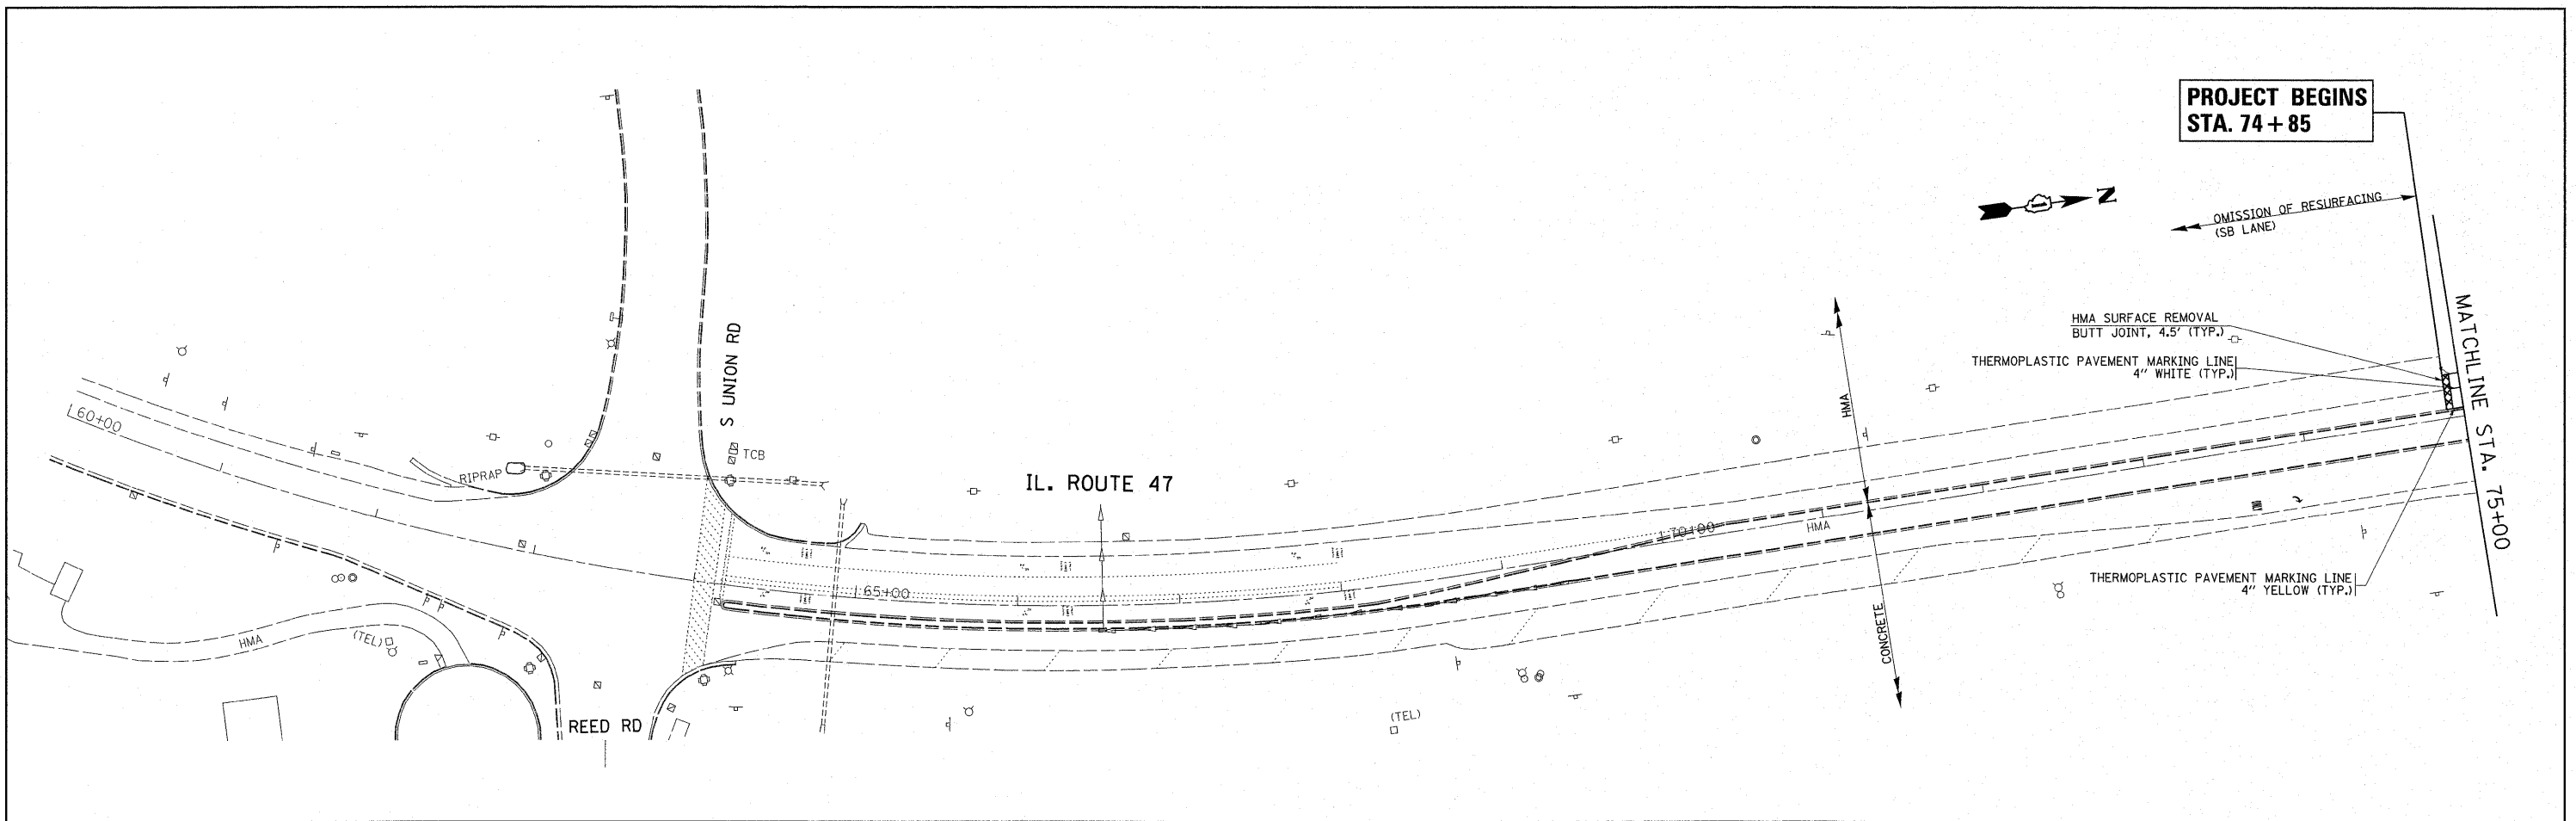 PROJECT BEGINS
STA. 74+85
N
OMISSION OF RESURFACING
(SB LANE)
MATCHLINE STA. 75+00
HMA SURFACE REMOVAL
BUTT JOINT, 4.5' (TYP.)
THERMOPLASTIC PAVEMENT MARKING LINE
4" WHITE (TYP.)
S UNION RD
60+00
HMA
TCB
RIPRAP
IL. ROUTE 47
70+00
HMA
65+00
THERMOPLASTIC PAVEMENT MARKING LINE
4" YELLOW (TYP.)
CONCRETE
HMA
(TEL)
(TEL)
REED RD